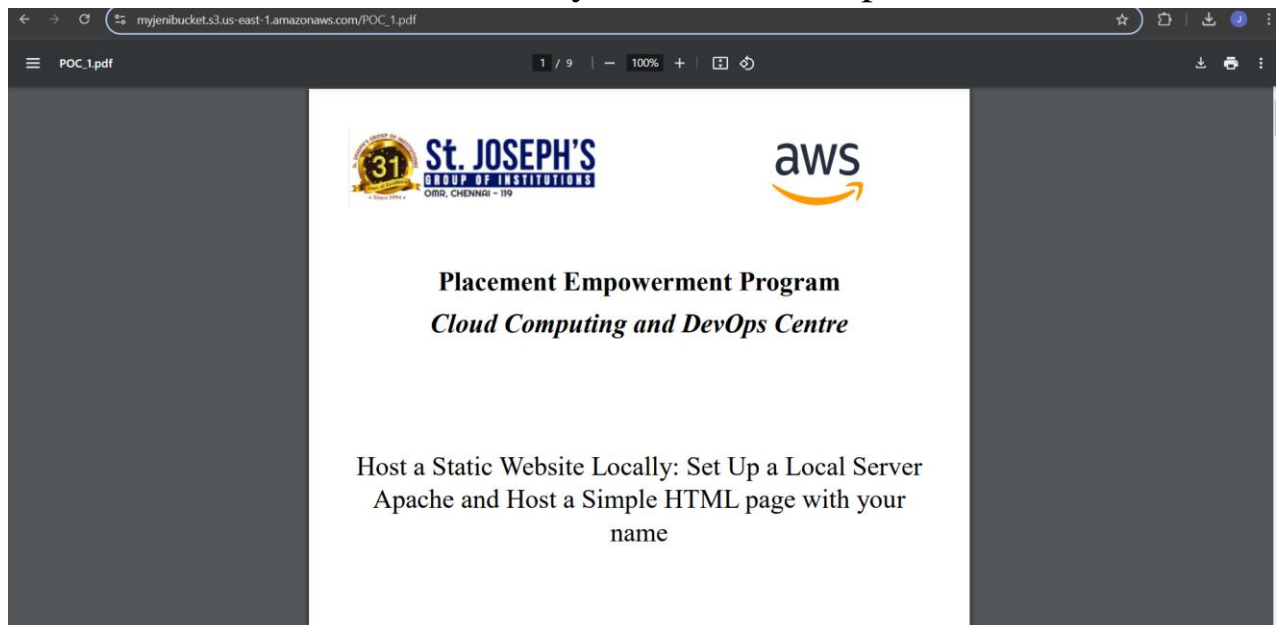 myjenibucket.s3.us-east-1.amazonaws.com/POC_1.pdf
J
POC_1.pdf
1 / 9 | − 100% +
31
St. JOSEPH'S
GROUP OF INSTITUTIONS
OMR, CHENNAI - 119
aws
Placement Empowerment Program
Cloud Computing and DevOps Centre
Host a Static Website Locally: Set Up a Local Server
Apache and Host a Simple HTML page with your
name